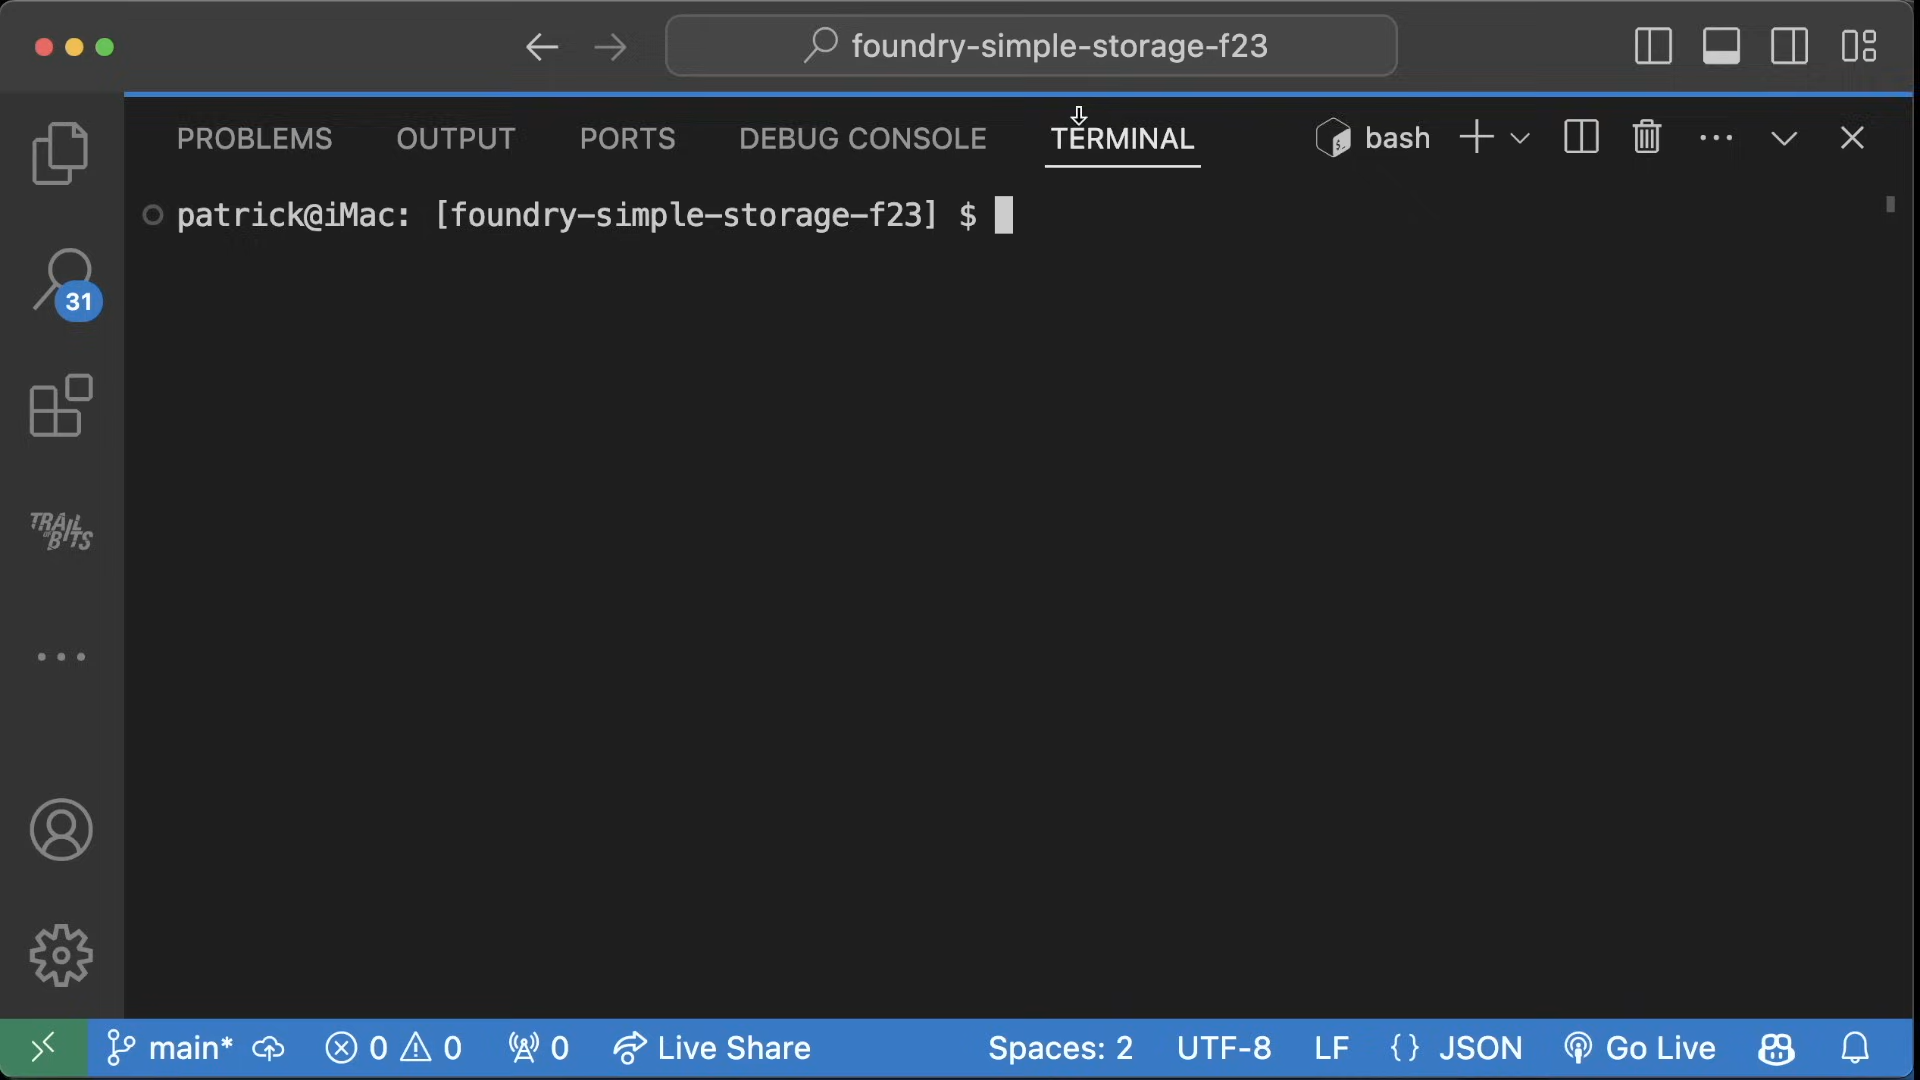 foundry-simple-storage-f23
PROBLEMS OUTPUT PORTS DEBUG CONSOLE TERMINAL bash
patrick@iMac: [foundry-simple-storage-f23] $
31
TRAIL
OF
BITS
main* 0 0 0 Live Share Spaces: 2 UTF-8 LF {} JSON Go Live